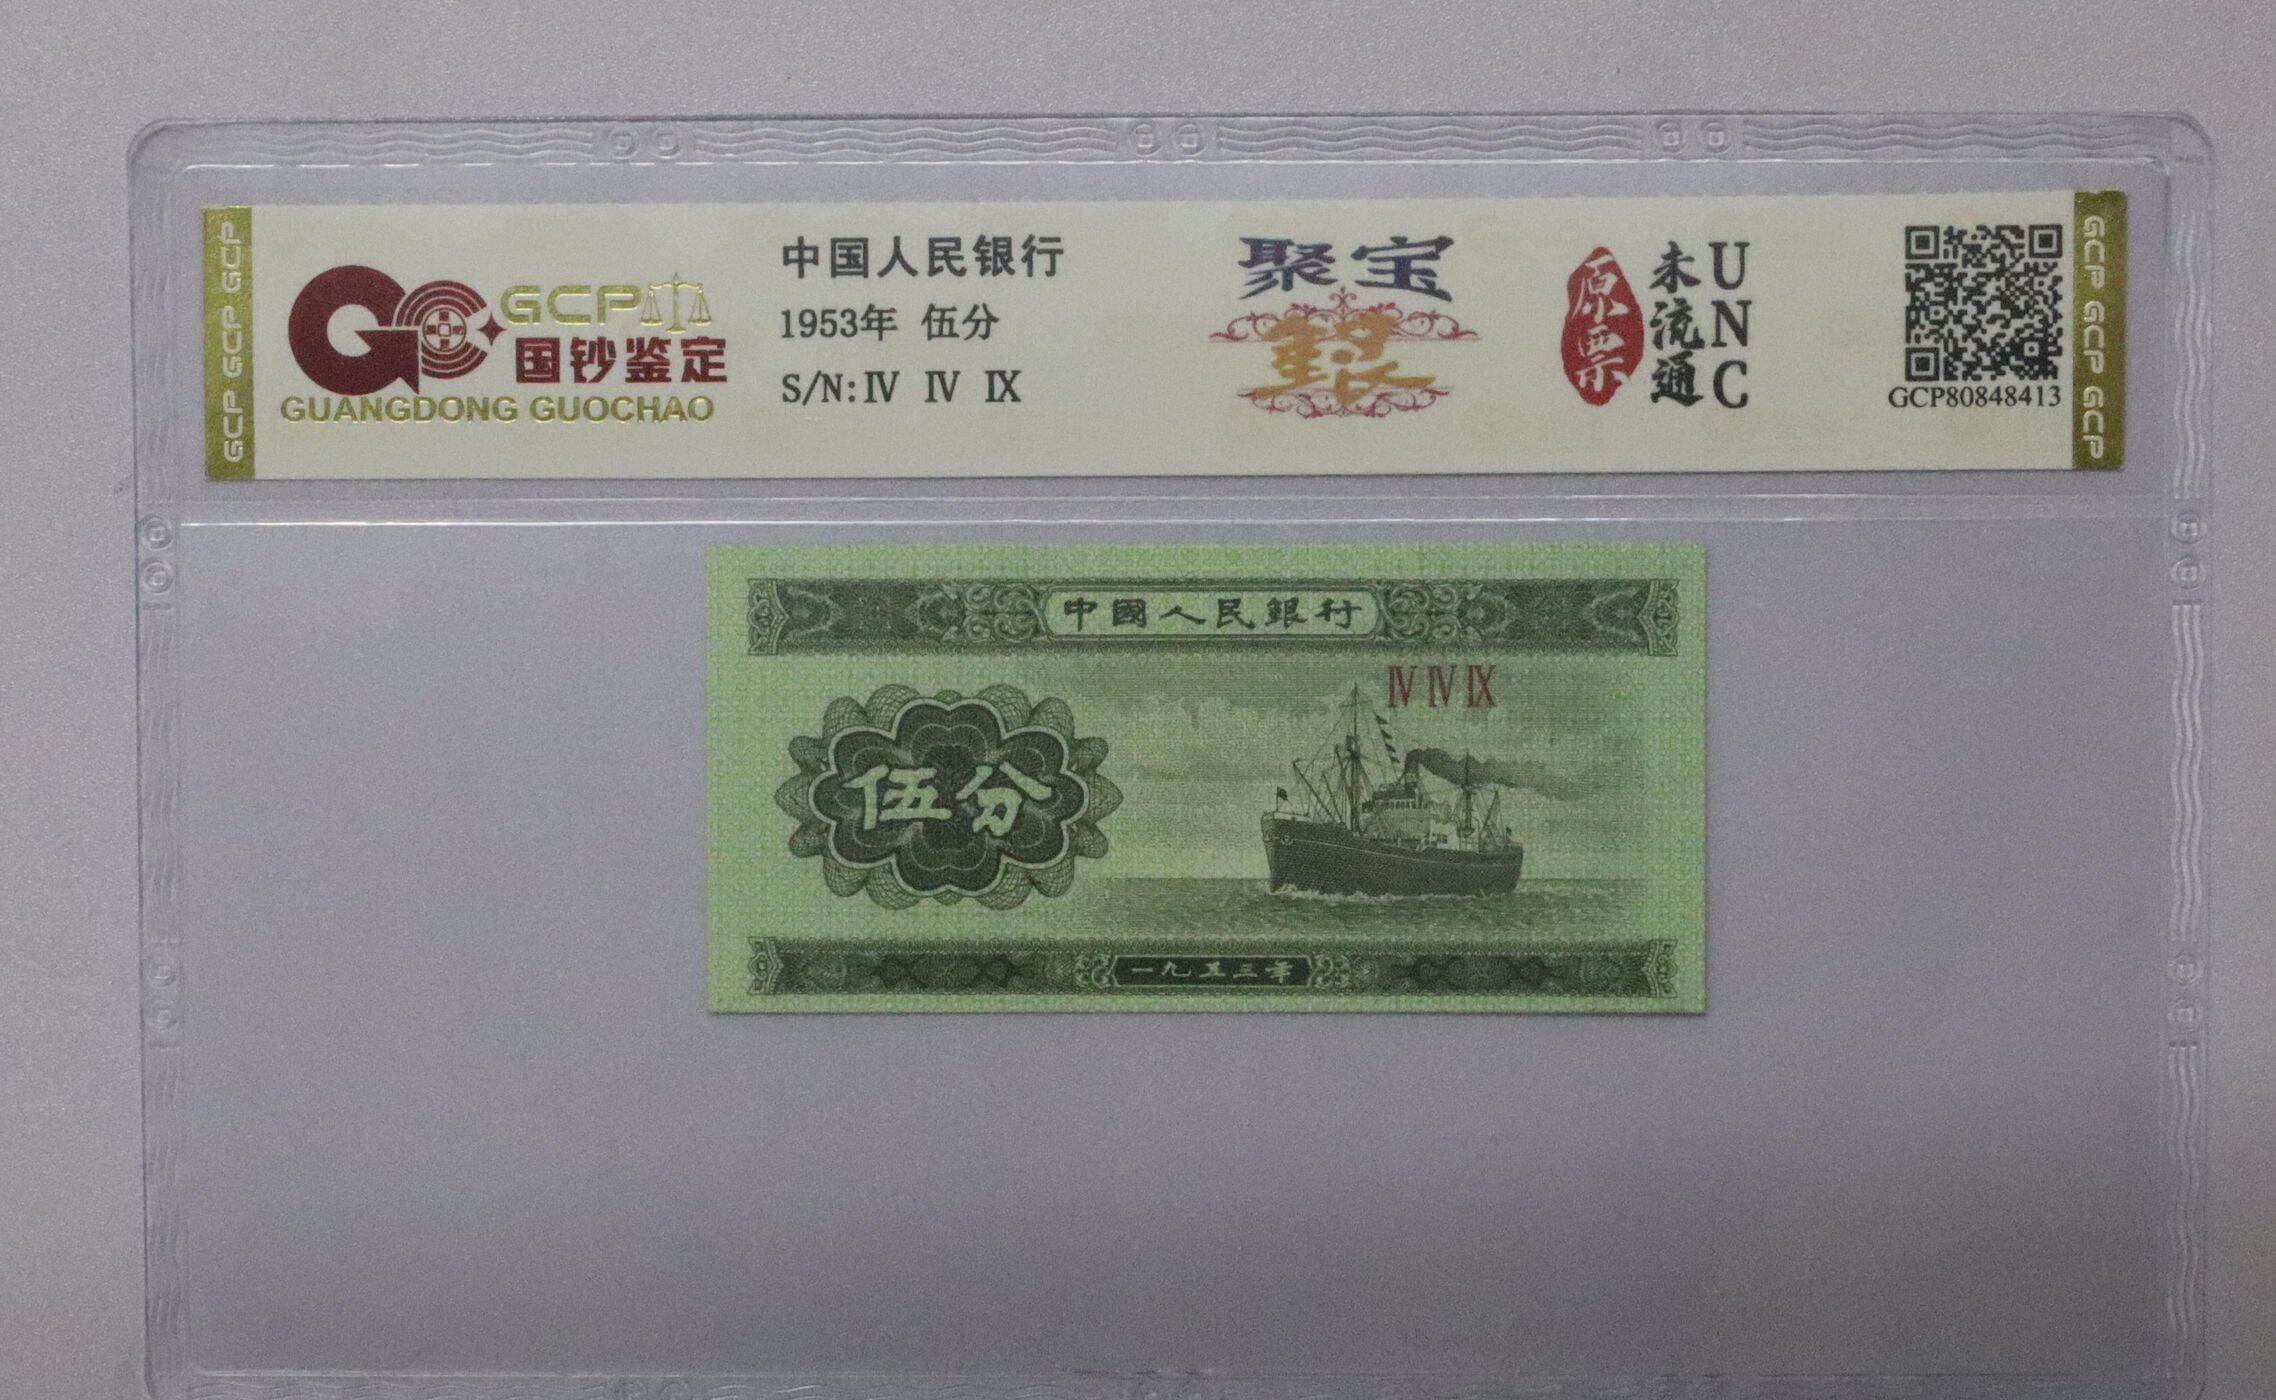 GCP GCP GCP
GCP
国钞鉴定
GUANGDONG GUOCHAO
中国人民银行
1953年 伍分
S/N: Ⅳ Ⅳ Ⅸ
聚宝
银
原票
未流通
UNC
GCP80848413
GCP GCP GCP
中國人民銀行
Ⅳ Ⅳ Ⅸ
伍分
一九五三年